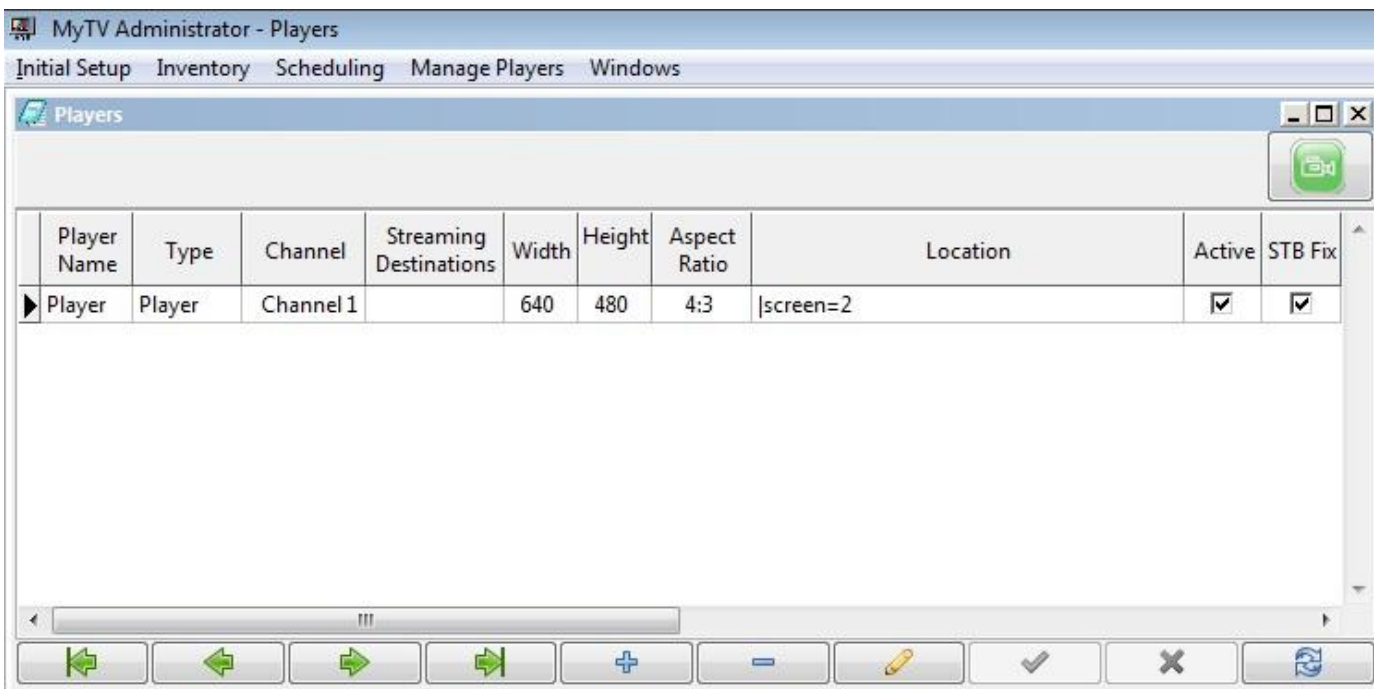 MyTV Administrator - Players
Initial Setup Inventory Scheduling Manage Players Windows
Players
Player Name Type Channel Streaming Destinations Width Height Aspect Ratio Location Active STB Fix
Player Player Channel 1 640 480 4:3 |screen=2